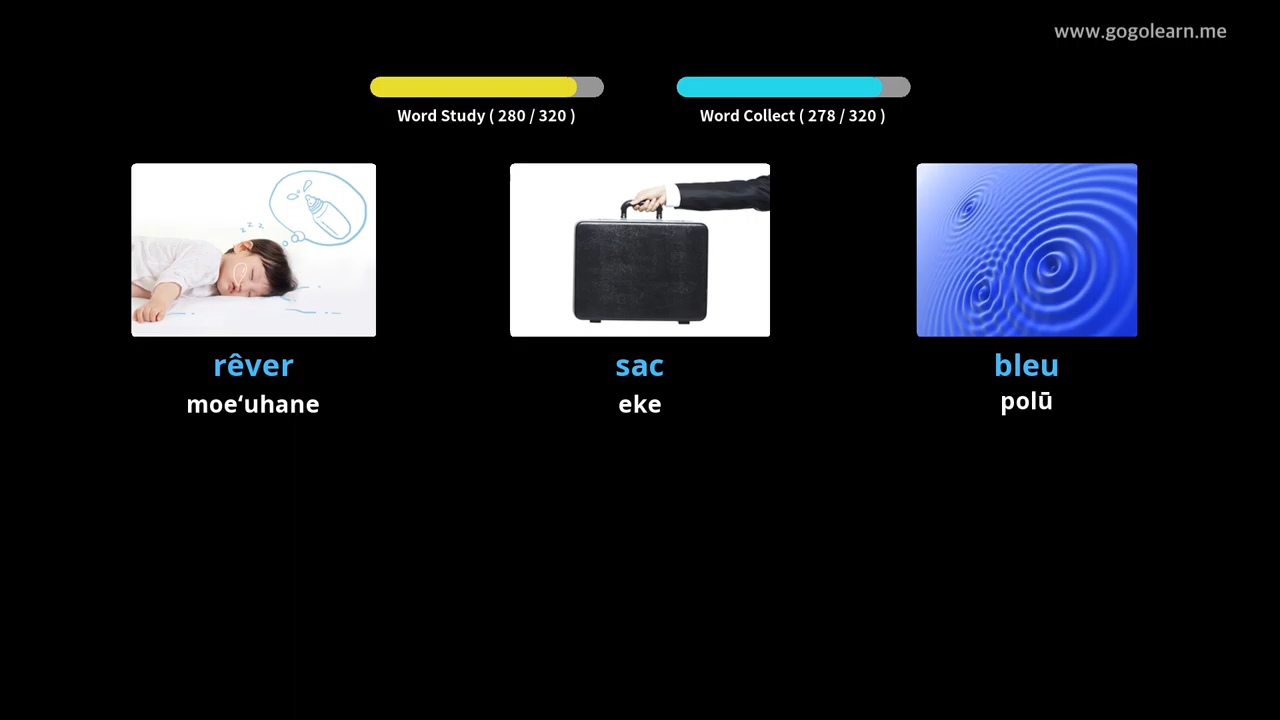 www.gogolearn.me
Word Study ( 280 / 320 )
Word Collect ( 278 / 320 )
z z z z
rêver
sac
bleu
moeʻuhane
eke
polū